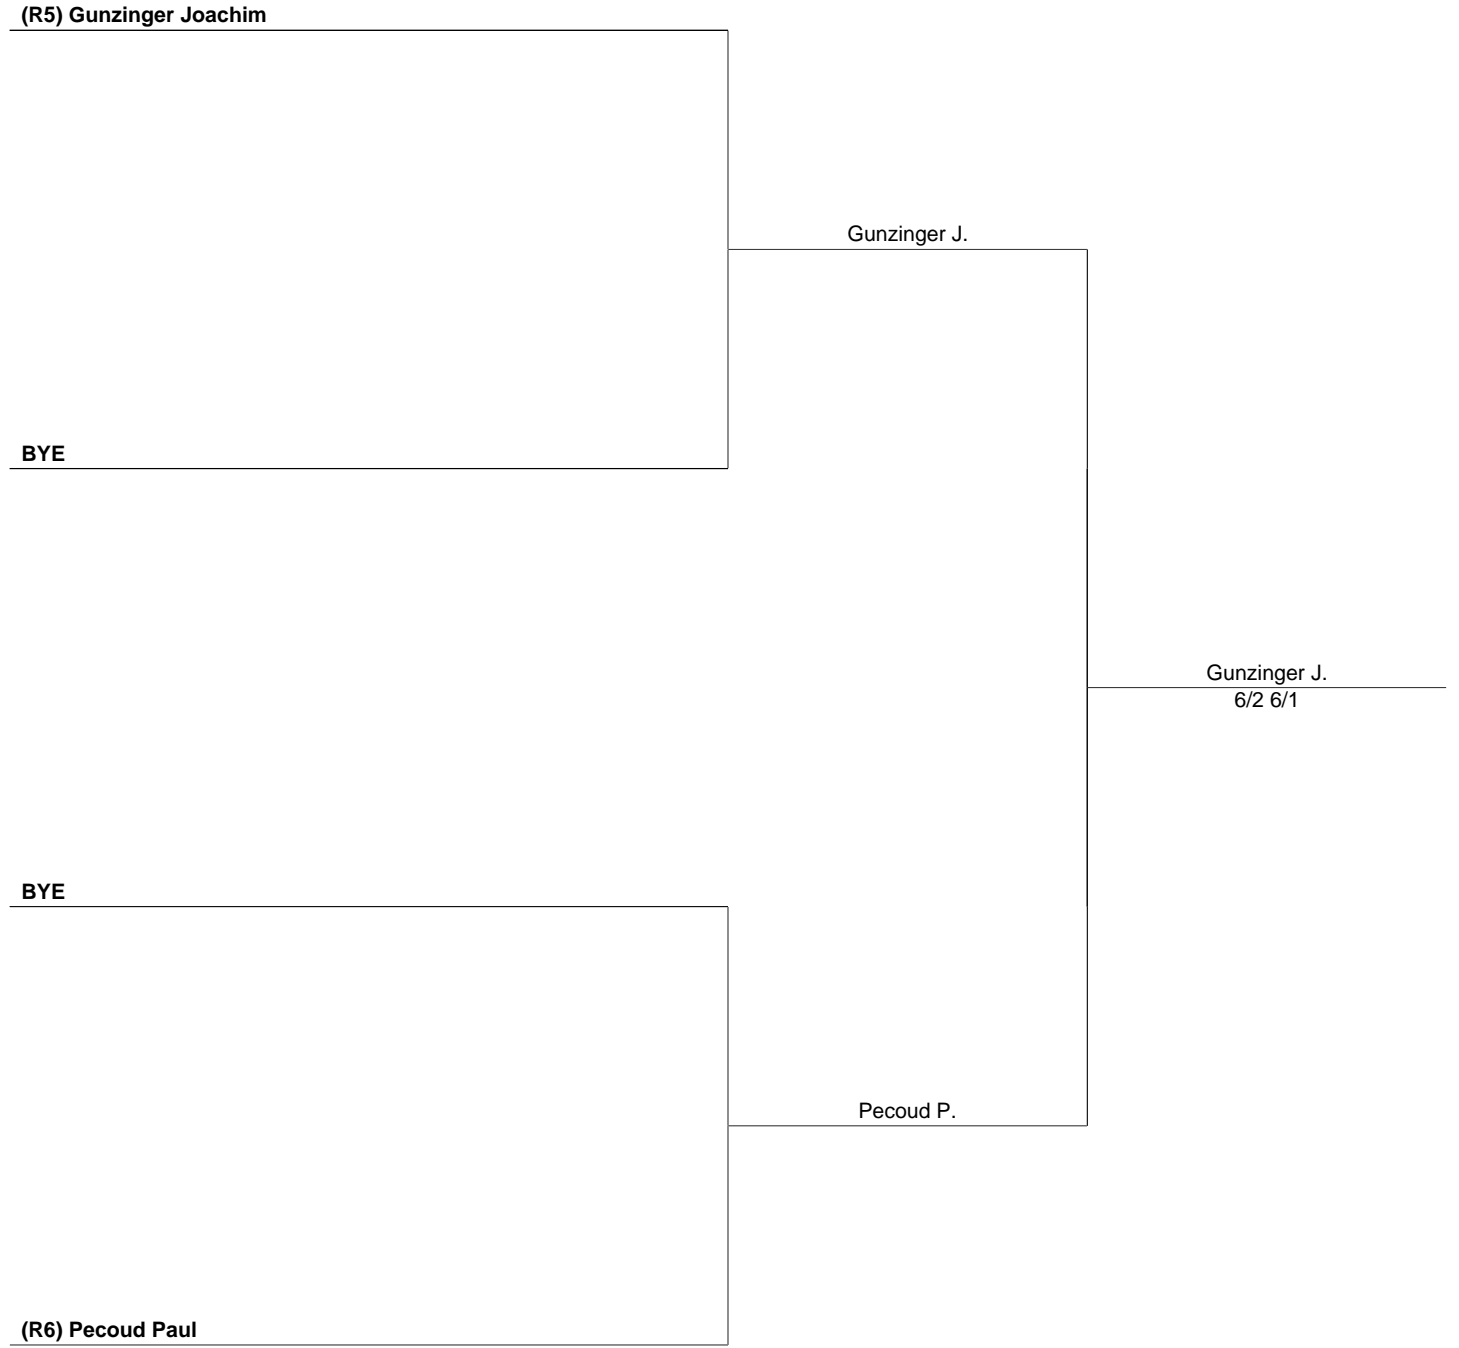 (R5) Gunzinger Joachim
Gunzinger J.
BYE
Gunzinger J.
6/2 6/1
BYE
Pecoud P.
(R6) Pecoud Paul